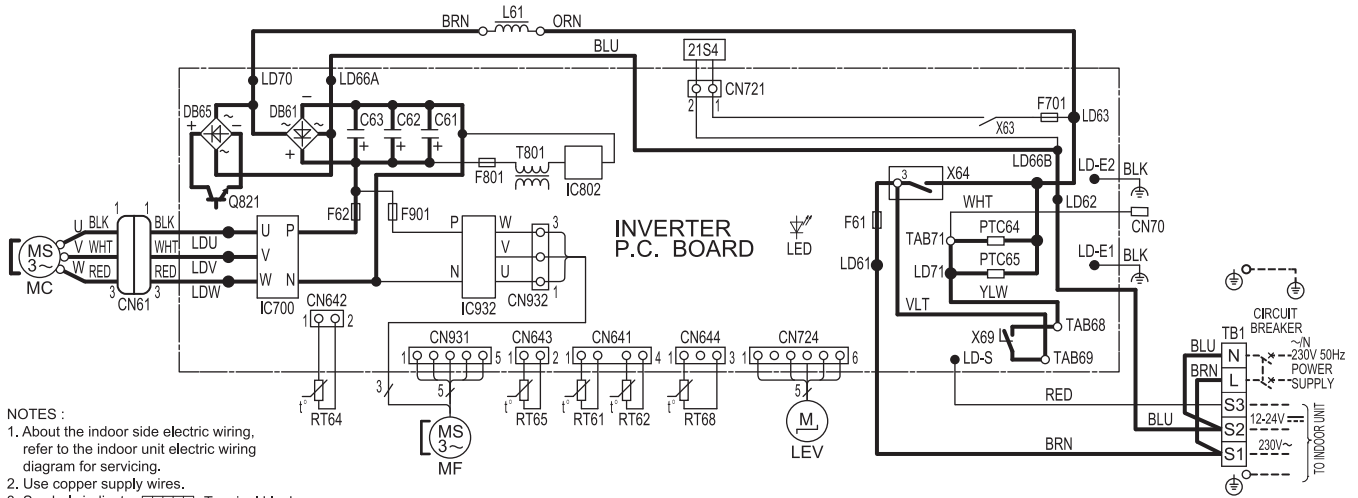 L61
BRN
ORN
BLU
21S4
LD70
LD66A
2
1
CN721
DB65
+
~
−
~
DB61
−
~
~
+
C63
C62
C61
+
+
+
F701
LD63
X63
T801
F801
IC802
Q821
LD66B
LD-E2
BLK
3
X64
LD62
WHT
CN70
F62
F901
INVERTER
P.C. BOARD
LED
F61
TAB71
PTC64
PTC65
LD71
LD-E1
BLK
YLW
LD61
VLT
1
1
U
BLK
BLK
LDU
U
P
V
WHT
WHT
LDV
V
W
RED
RED
LDW
W
N
3
3
MS
3~
MC
CN61
IC700
P
W
3
V
N
U
1
IC932
CN932
CN642
1
2
CN931
1
5
CN643
1
2
CN641
1
4
CN644
1
3
CN724
1
6
X69
TAB68
TAB69
LD-S
CIRCUIT
BREAKER
TB1
~/N
230V 50Hz
POWER
SUPPLY
BLU
N
BRN
L
S3
RED
12-24V
S2
BLU
230V~
S1
BRN
TO INDOOR UNIT
t°
RT64
3
5
MS
3~
MF
t°
RT65
t°
RT61
t°
RT62
t°
RT68
5
M
LEV
NOTES :
1. About the indoor side electric wiring,
refer to the indoor unit electric wiring
diagram for servicing.
2. Use copper supply wires.